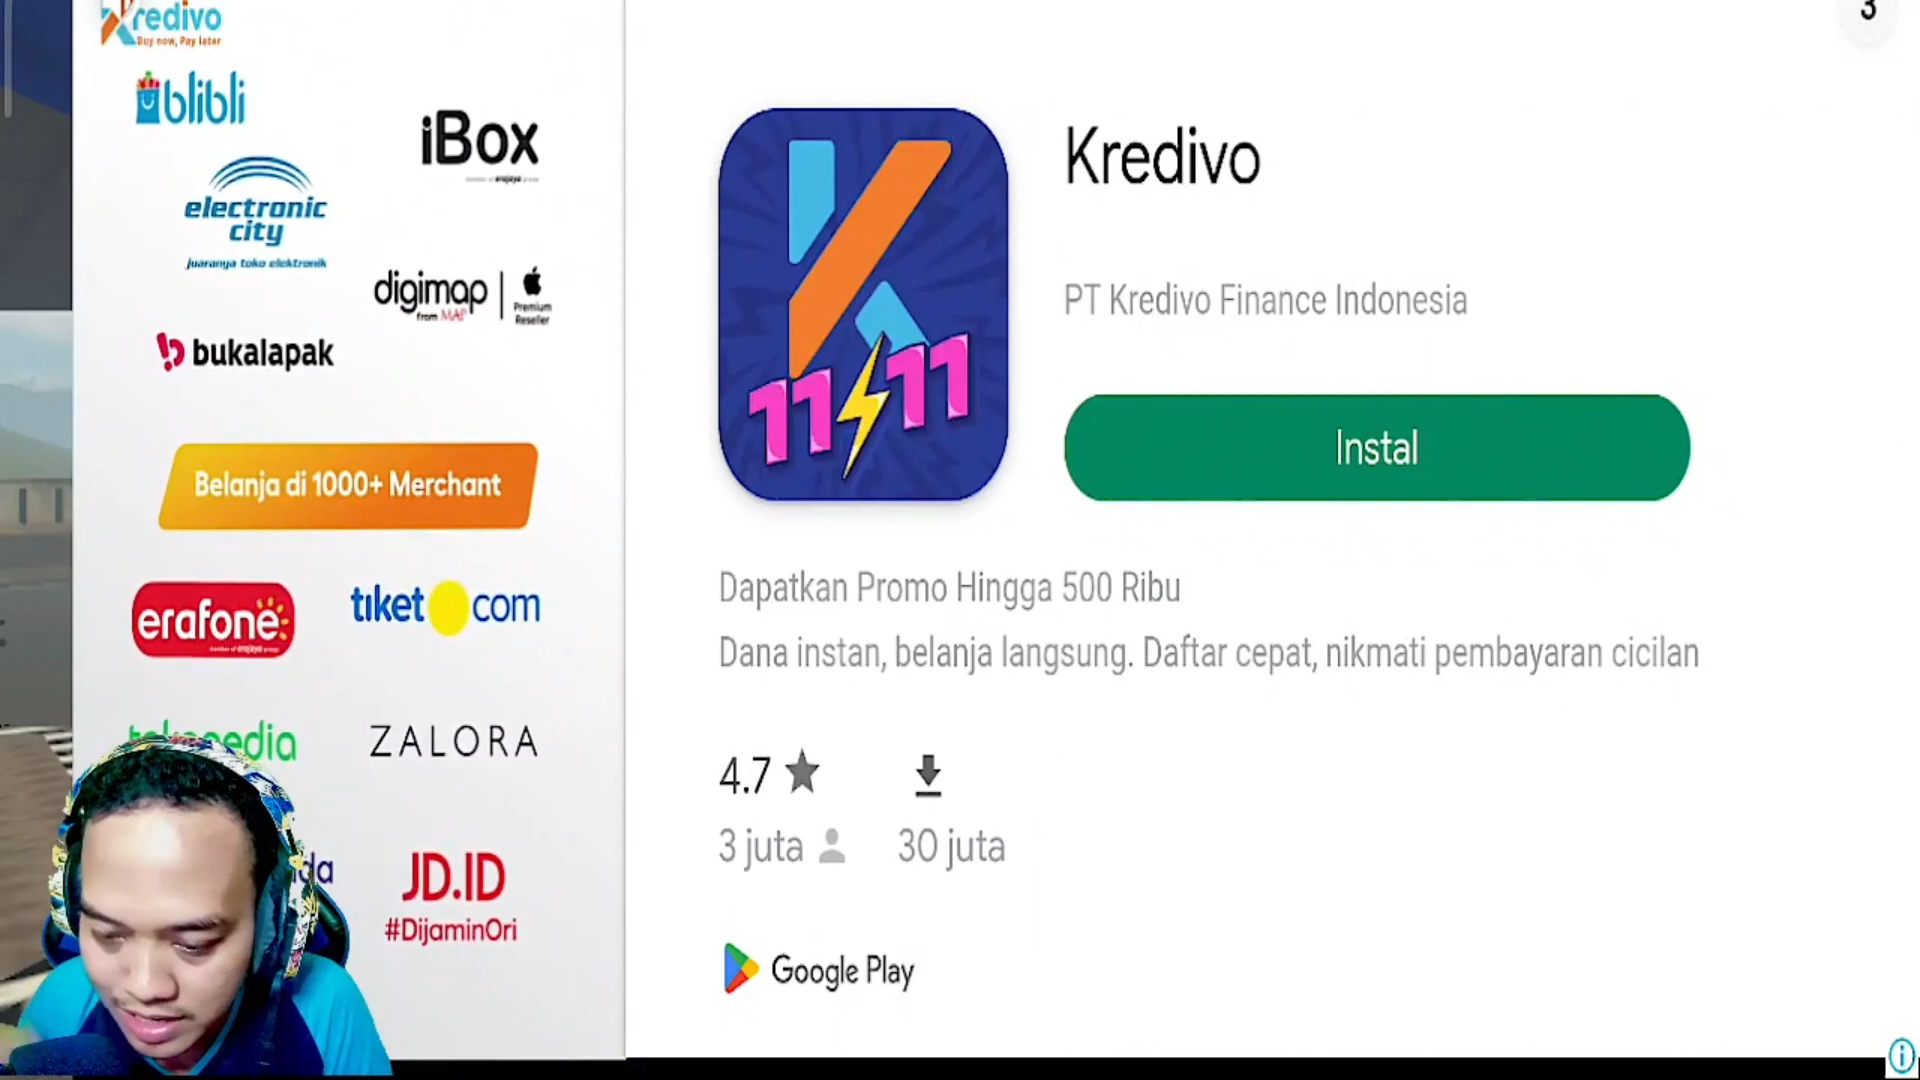 Kredivo
Buy now, Pay later
blibli
iBox
electronic
city
juaranya toko elektronik
digimap
from MAP
Premium
Reseller
bukalapak
Belanja di 1000+ Merchant
erafone
tiket com
tokopedia
ZALORA
JD.ID
#DijaminOri
3
Kredivo
PT Kredivo Finance Indonesia
Instal
11 11
Dapatkan Promo Hingga 500 Ribu
Dana instan, belanja langsung. Daftar cepat, nikmati pembayaran cicilan
4.7
3 juta
30 juta
Google Play